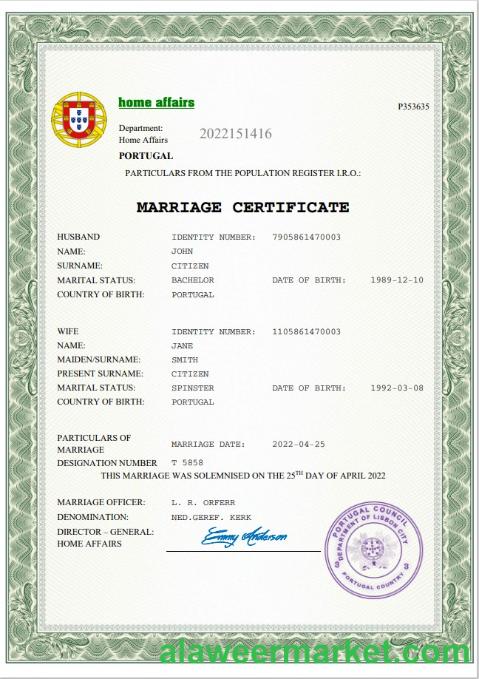 home affairs
P353635
Department:
Home Affairs
2022151416
PORTUGAL
PARTICULARS FROM THE POPULATION REGISTER I.R.O.:
MARRIAGE CERTIFICATE
HUSBAND IDENTITY NUMBER: 7905861470003
NAME: JOHN
SURNAME: CITIZEN
MARITAL STATUS: BACHELOR DATE OF BIRTH: 1989-12-10
COUNTRY OF BIRTH: PORTUGAL
WIFE IDENTITY NUMBER: 1105861470003
NAME: JANE
MAIDEN/SURNAME: SMITH
PRESENT SURNAME: CITIZEN
MARITAL STATUS: SPINSTER DATE OF BIRTH: 1992-03-08
COUNTRY OF BIRTH: PORTUGAL
PARTICULARS OF
MARRIAGE MARRIAGE DATE: 2022-04-25
DESIGNATION NUMBER T 5858
THIS MARRIAGE WAS SOLEMNISED ON THE 25TH DAY OF APRIL 2022
MARRIAGE OFFICER: L. R. ORFERR
DENOMINATION: NED.GEREF. KERK
DIRECTOR – GENERAL:
HOME AFFAIRS
Emmy Anderson
PORTUGAL COUNCIL
DEPARTMENT OF LISBON CITY
PORTUGAL COUNTRY
alaweermarket.com